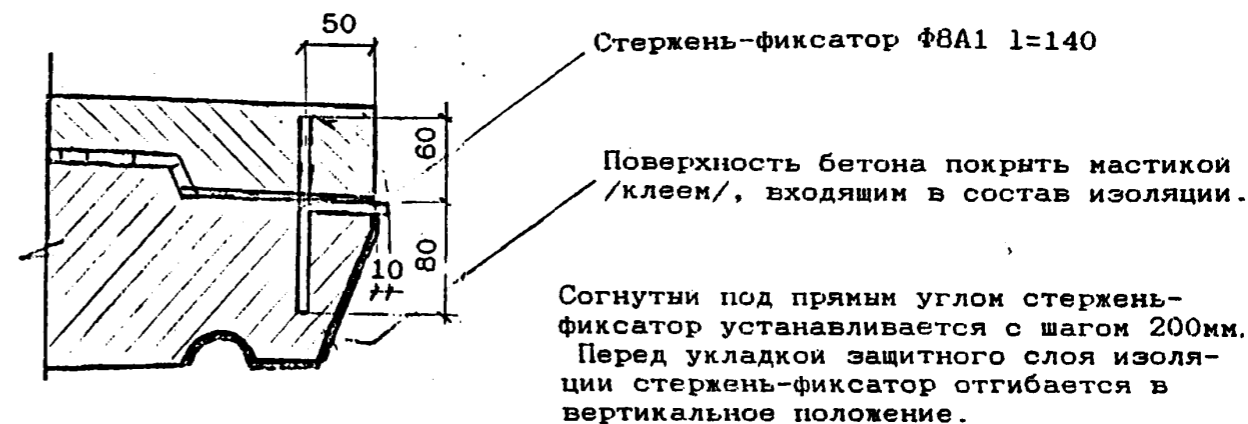 50
Стержень-фиксатор Ф8А1 l=140
60
Поверхность бетона покрыть мастикой
/клеем/, входящим в состав изоляции.
80
10
Согнутый под прямым углом стержень-
фиксатор устанавливается с шагом 200мм.
Перед укладкой защитного слоя изоля-
ции стержень-фиксатор отгибается в
вертикальное положение.